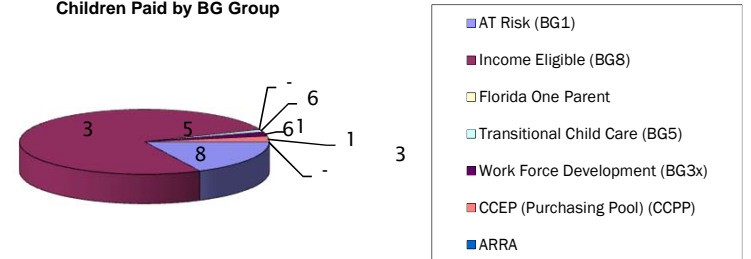 Children Paid by BG Group
AT Risk (BG1)
Income Eligible (BG8)
Florida One Parent
Transitional Child Care (BG5)
Work Force Development (BG3x)
CCEP (Purchasing Pool) (CCPP)
ARRA
-
6
3 5 61
1
8
3
-